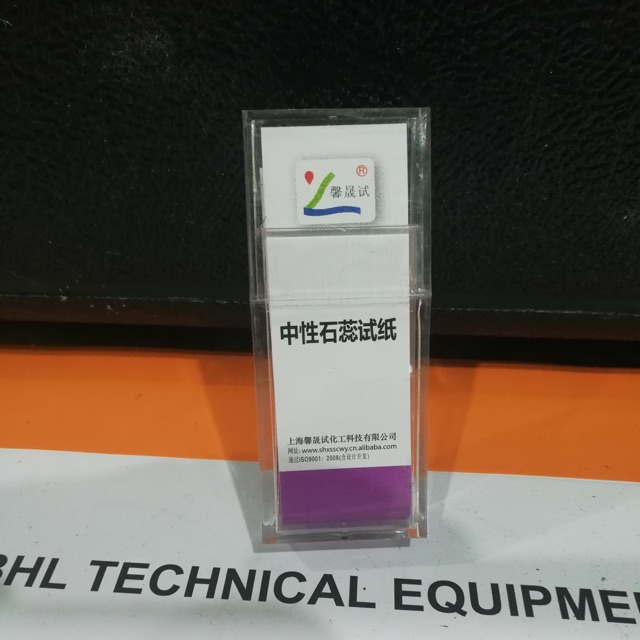 ®
馨晟试
中性石蕊试纸
上海馨晟试化工科技有限公司
网址:www.shxsscwy.cn.alibaba.com
通过ISO9001:2008(含设计开发)
BHL TECHNICAL EQUIPME